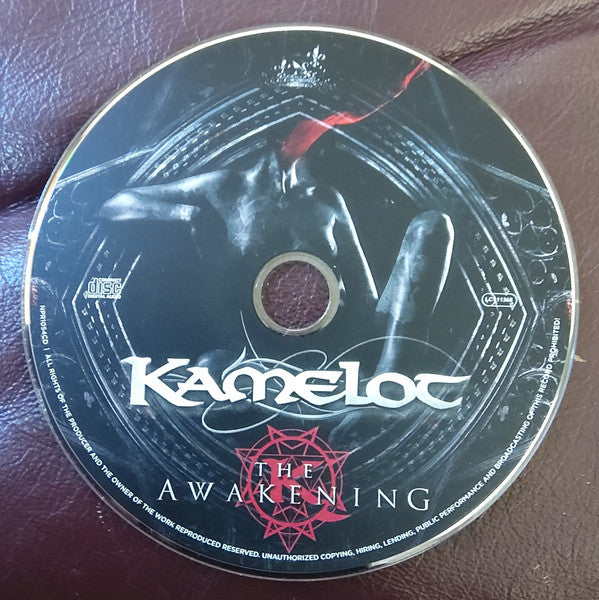 COMPACT
disc
DIGITAL AUDIO
LC 11366
KAMELOT
THE
AWAKENING
NPR1054CD | ALL RIGHTS OF THE PRODUCER AND THE OWNER OF THE WORK REPRODUCED RESERVED. UNAUTHORIZED COPYING, HIRING, LENDING, PUBLIC PERFORMANCE AND BROADCASTING OF THIS RECORD PROHIBITED!